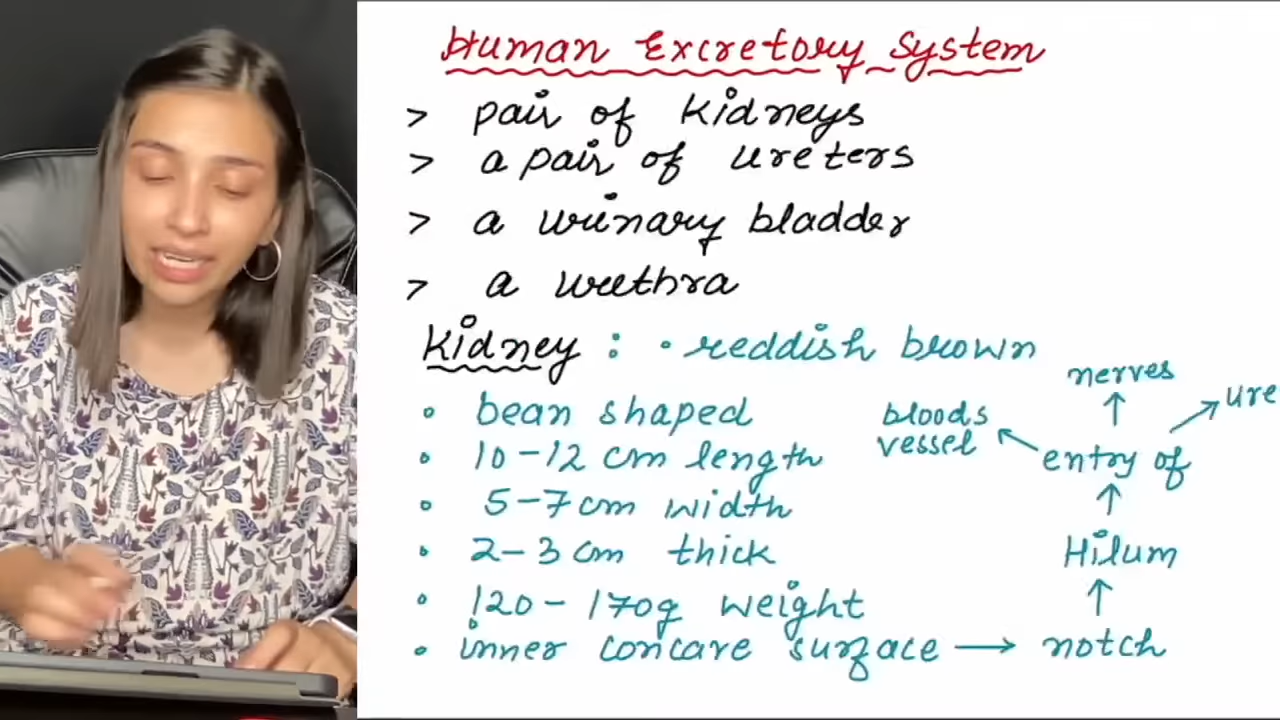 Human Excretory System
> pair of kidneys
> a pair of ureters
> a urinary bladder
> a urethra
Kidney : • reddish brown
• bean shaped
• 10-12 cm length
• 5-7cm width
• 2-3 cm thick
• 120-170g weight
• inner concave surface → notch
↑
Hilum
↑
entry of
bloods
vessel
nerves
ure